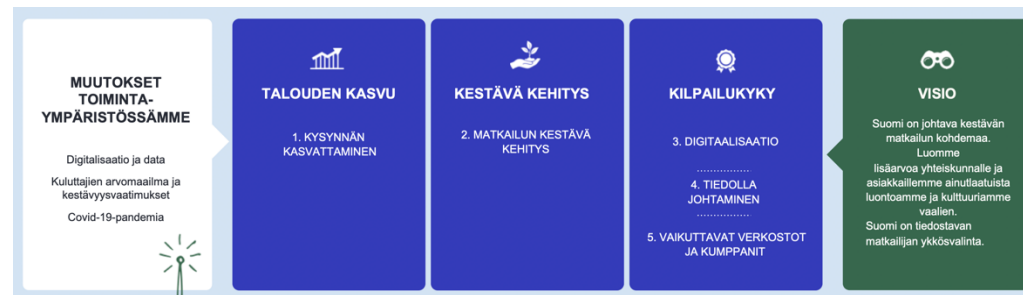 MUUTOKSET
TOIMINTA-
YMPÄRISTÖSSÄMME
Digitalisaatio ja data
Kuluttajien arvomaailma ja
kestävyysvaatimukset
Covid-19-pandemia
TALOUDEN KASVU
1. KYSYNNÄN
KASVATTAMINEN
KESTÄVÄ KEHITYS
2. MATKAILUN KESTÄVÄ
KEHITYS
KILPAILUKYKY
3. DIGITAALISAATIO
4. TIEDOLLA
JOHTAMINEN
5. VAIKUTTAVAT VERKOSTOT
JA KUMPPANIT
VISIO
Suomi on johtava kestävän
matkailun kohdemaa.
Luomme
lisäarvoa yhteiskunnalle ja
asiakkaillemme ainutlaatuista
luontoamme ja kulttuuriamme
vaalien.
Suomi on tiedostavan
matkailijan ykkösvalinta.